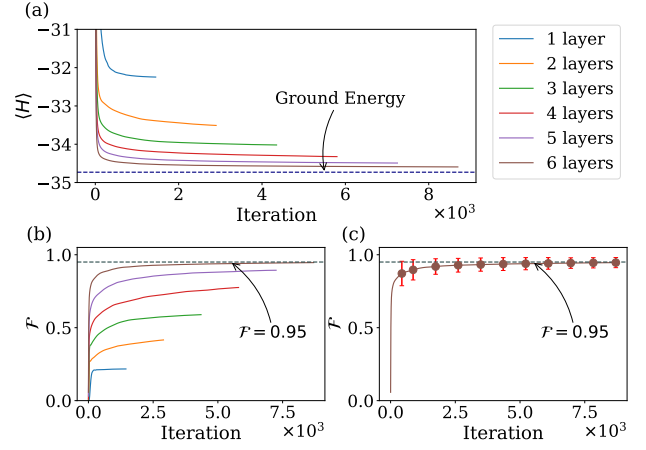 (a)
−31
−32
−33
−34
−35
⟨H⟩
Ground Energy
0
2
4
6
8
Iteration
×10³
1 layer
2 layers
3 layers
4 layers
5 layers
6 layers
(b)
1.0
0.5
0.0
ℱ
ℱ = 0.95
0.0
2.5
5.0
7.5
Iteration
×10³
(c)
1.0
0.5
0.0
ℱ
ℱ = 0.95
0.0
2.5
5.0
7.5
Iteration
×10³